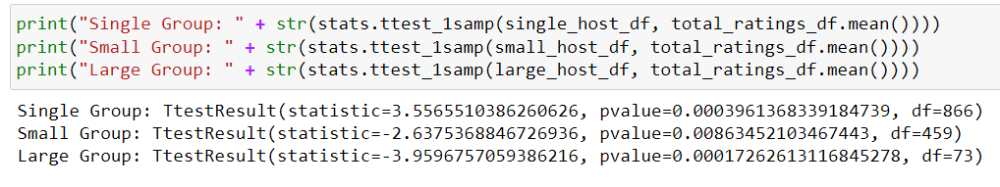 print("Single Group: " + str(stats.ttest_1samp(single_host_df, total_ratings_df.mean())))
print("Small Group: " + str(stats.ttest_1samp(small_host_df, total_ratings_df.mean())))
print("Large Group: " + str(stats.ttest_1samp(large_host_df, total_ratings_df.mean())))
Single Group: TtestResult(statistic=3.5565510386260626, pvalue=0.0003961368339184739, df=866)
Small Group: TtestResult(statistic=-2.6375368846726936, pvalue=0.00863452103467443, df=459)
Large Group: TtestResult(statistic=-3.9596757059386216, pvalue=0.00017262613116845278, df=73)